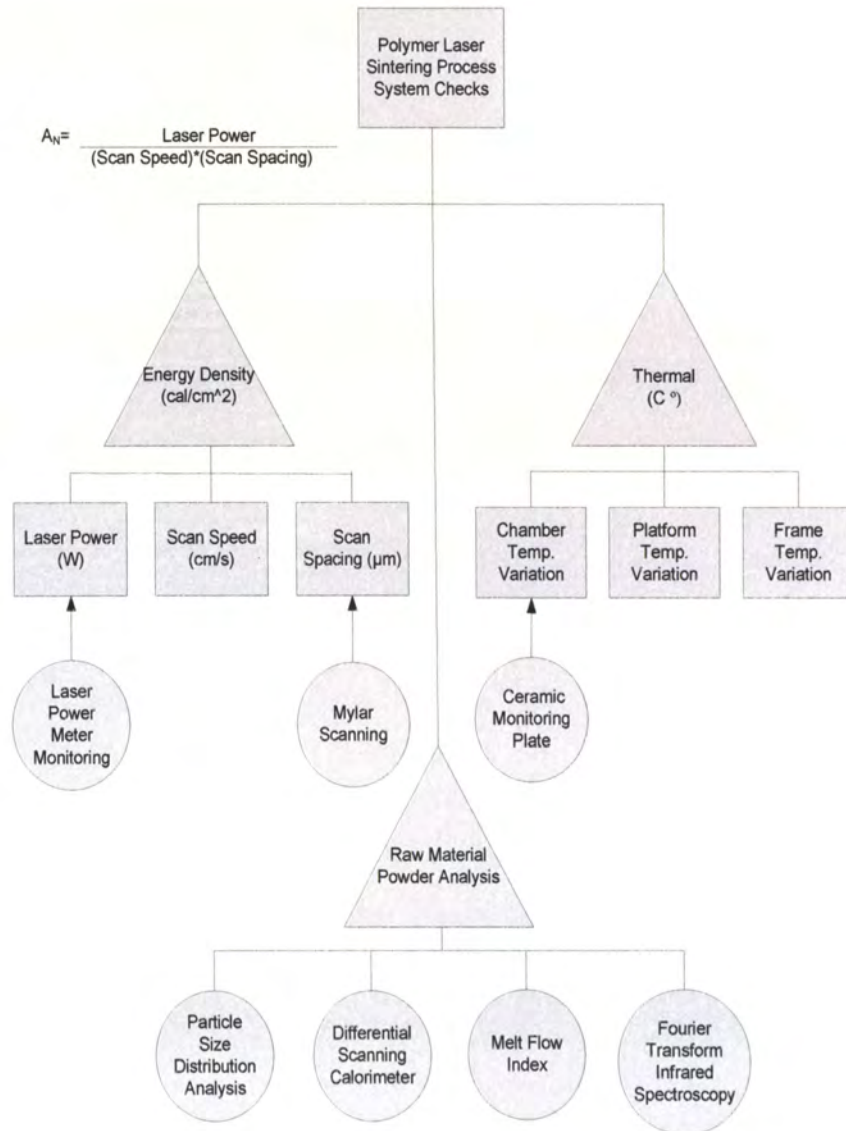 Polymer Laser
Sintering Process
System Checks
A_N= Laser Power
(Scan Speed)*(Scan Spacing)
Energy Density
(cal/cm^2)
Thermal
(C º)
Laser Power
(W)
Scan Speed
(cm/s)
Scan
Spacing (µm)
Chamber
Temp.
Variation
Platform
Temp.
Variation
Frame
Temp.
Variation
Laser
Power
Meter
Monitoring
Mylar
Scanning
Ceramic
Monitoring
Plate
Raw Material
Powder Analysis
Particle
Size
Distribution
Analysis
Differential
Scanning
Calorimeter
Melt Flow
Index
Fourier
Transform
Infrared
Spectroscopy